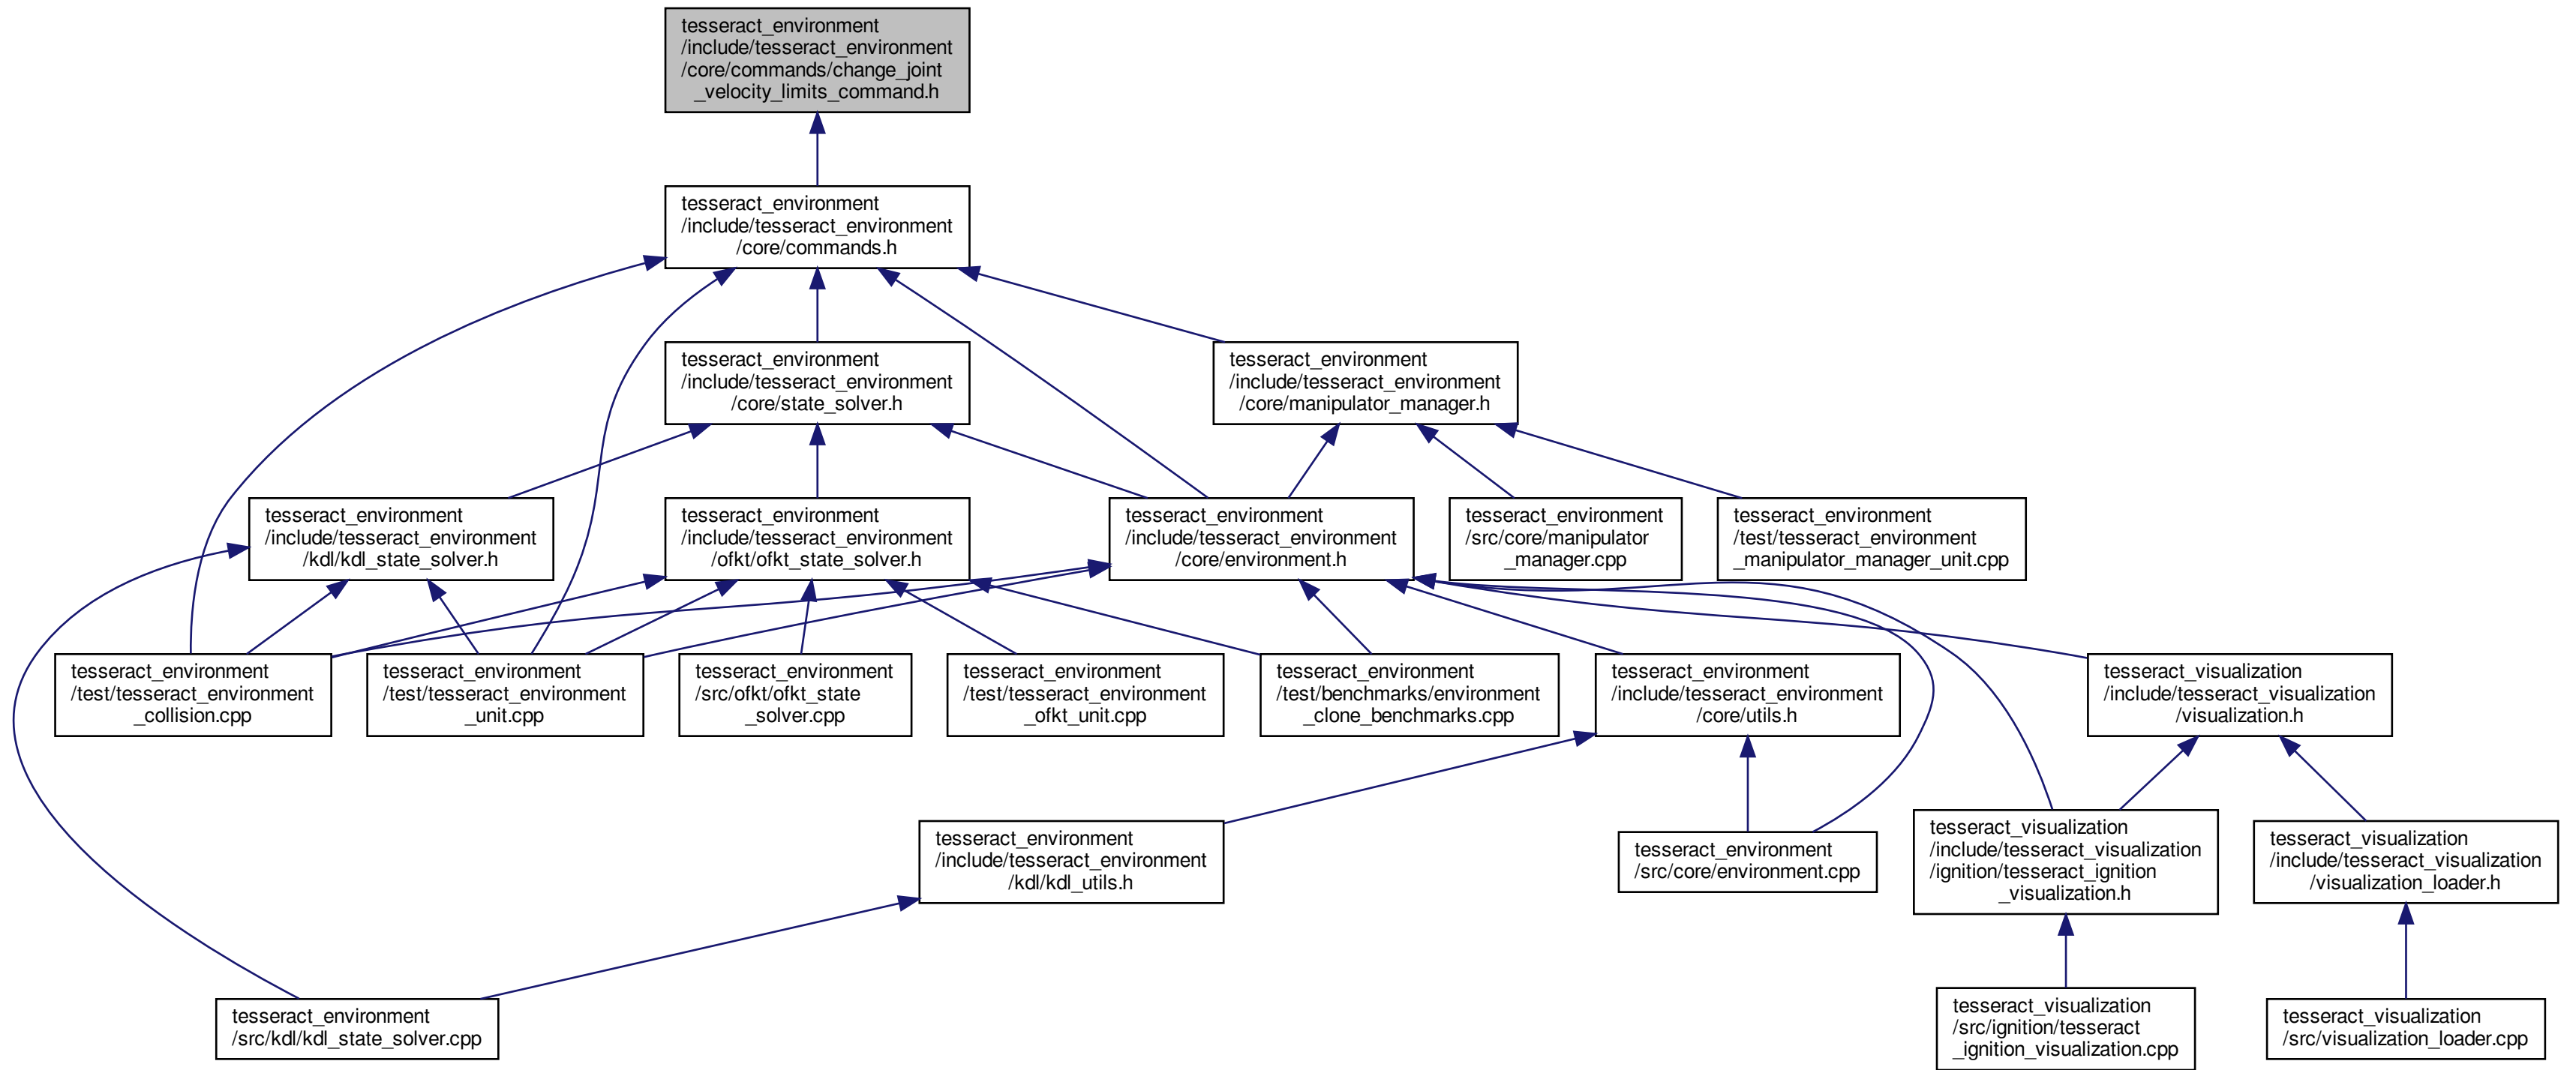 tesseract_environment
/include/tesseract_environment
/core/commands/change_joint
_velocity_limits_command.h
tesseract_environment
/include/tesseract_environment
/core/commands.h
tesseract_environment
/include/tesseract_environment
/core/state_solver.h
tesseract_environment
/include/tesseract_environment
/core/manipulator_manager.h
tesseract_environment
/include/tesseract_environment
/kdl/kdl_state_solver.h
tesseract_environment
/include/tesseract_environment
/ofkt/ofkt_state_solver.h
tesseract_environment
/include/tesseract_environment
/core/environment.h
tesseract_environment
/src/core/manipulator
_manager.cpp
tesseract_environment
/test/tesseract_environment
_manipulator_manager_unit.cpp
tesseract_environment
/test/tesseract_environment
_collision.cpp
tesseract_environment
/test/tesseract_environment
_unit.cpp
tesseract_environment
/src/ofkt/ofkt_state
_solver.cpp
tesseract_environment
/test/tesseract_environment
_ofkt_unit.cpp
tesseract_environment
/test/benchmarks/environment
_clone_benchmarks.cpp
tesseract_environment
/include/tesseract_environment
/core/utils.h
tesseract_visualization
/include/tesseract_visualization
/visualization.h
tesseract_environment
/include/tesseract_environment
/kdl/kdl_utils.h
tesseract_environment
/src/core/environment.cpp
tesseract_visualization
/include/tesseract_visualization
/ignition/tesseract_ignition
_visualization.h
tesseract_visualization
/include/tesseract_visualization
/visualization_loader.h
tesseract_environment
/src/kdl/kdl_state_solver.cpp
tesseract_visualization
/src/ignition/tesseract
_ignition_visualization.cpp
tesseract_visualization
/src/visualization_loader.cpp